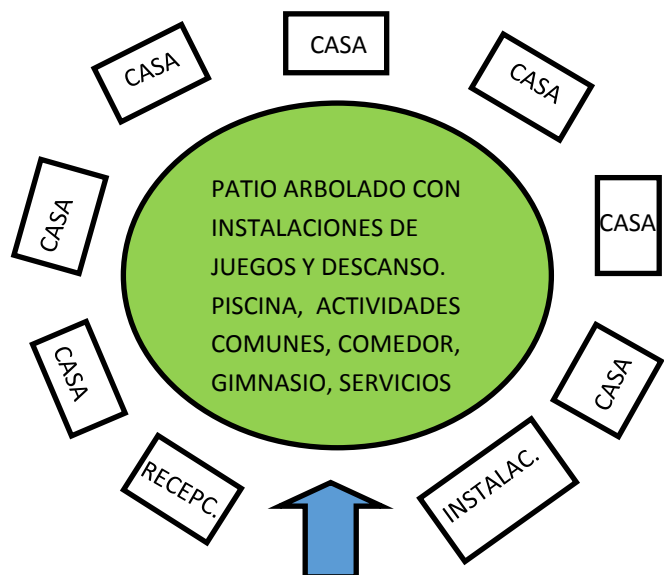 CASA
CASA
CASA
CASA
CASA
PATIO ARBOLADO CON
INSTALACIONES DE
JUEGOS Y DESCANSO.
PISCINA, ACTIVIDADES
COMUNES, COMEDOR,
GIMNASIO, SERVICIOS
CASA
CASA
RECEPC.
INSTALAC.